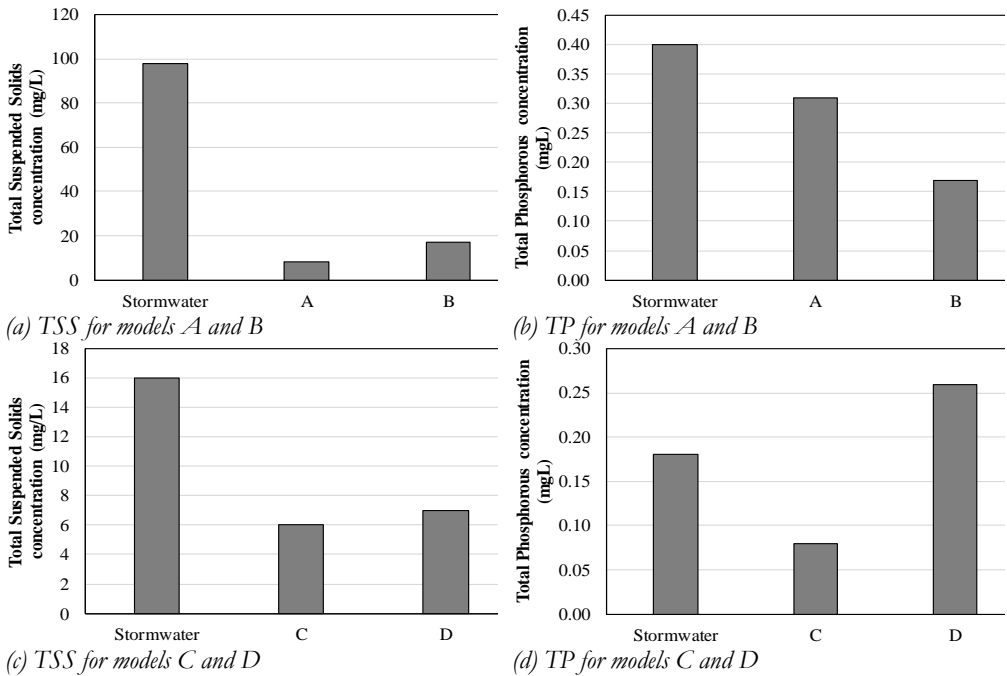 Total Suspended Solids
concentration (mg/L)
120
100
80
60
40
20
0
Stormwater A B
(a) TSS for models A and B
Total Phosphorous concentration
(mgL)
0.45
0.40
0.35
0.30
0.25
0.20
0.15
0.10
0.05
0.00
Stormwater A B
(b) TP for models A and B
Total Suspended Solids
concentration (mg/L)
18
16
14
12
10
8
6
4
2
0
Stormwater C D
(c) TSS for models C and D
Total Phosphorous concentration
(mgL)
0.30
0.25
0.20
0.15
0.10
0.05
0.00
Stormwater C D
(d) TP for models C and D